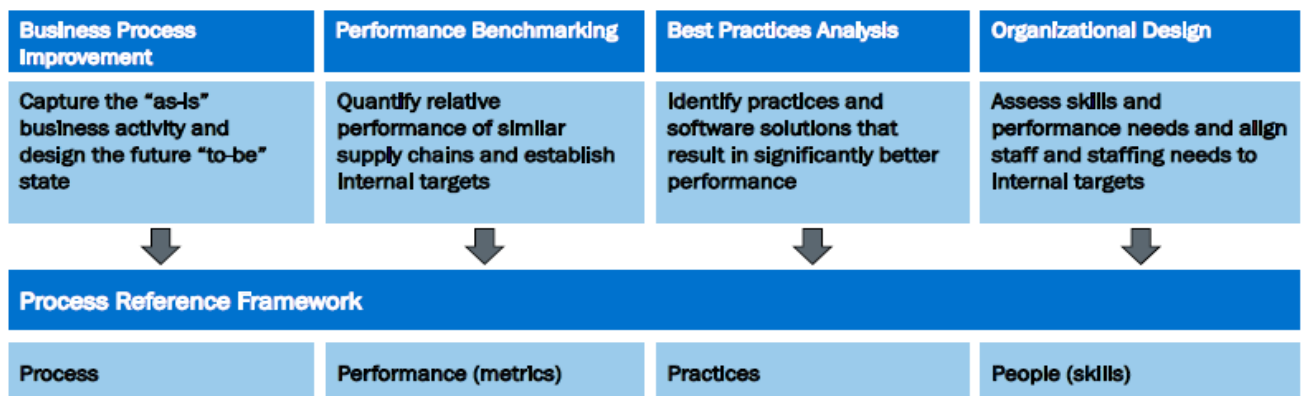 Business Process
Improvement
Performance Benchmarking
Best Practices Analysis
Organizational Design
Capture the “as-is”
business activity and
design the future “to-be”
state
Quantify relative
performance of similar
supply chains and establish
internal targets
Identify practices and
software solutions that
result in significantly better
performance
Assess skills and
performance needs and align
staff and staffing needs to
internal targets
Process Reference Framework
Process
Performance (metrics)
Practices
People (skills)